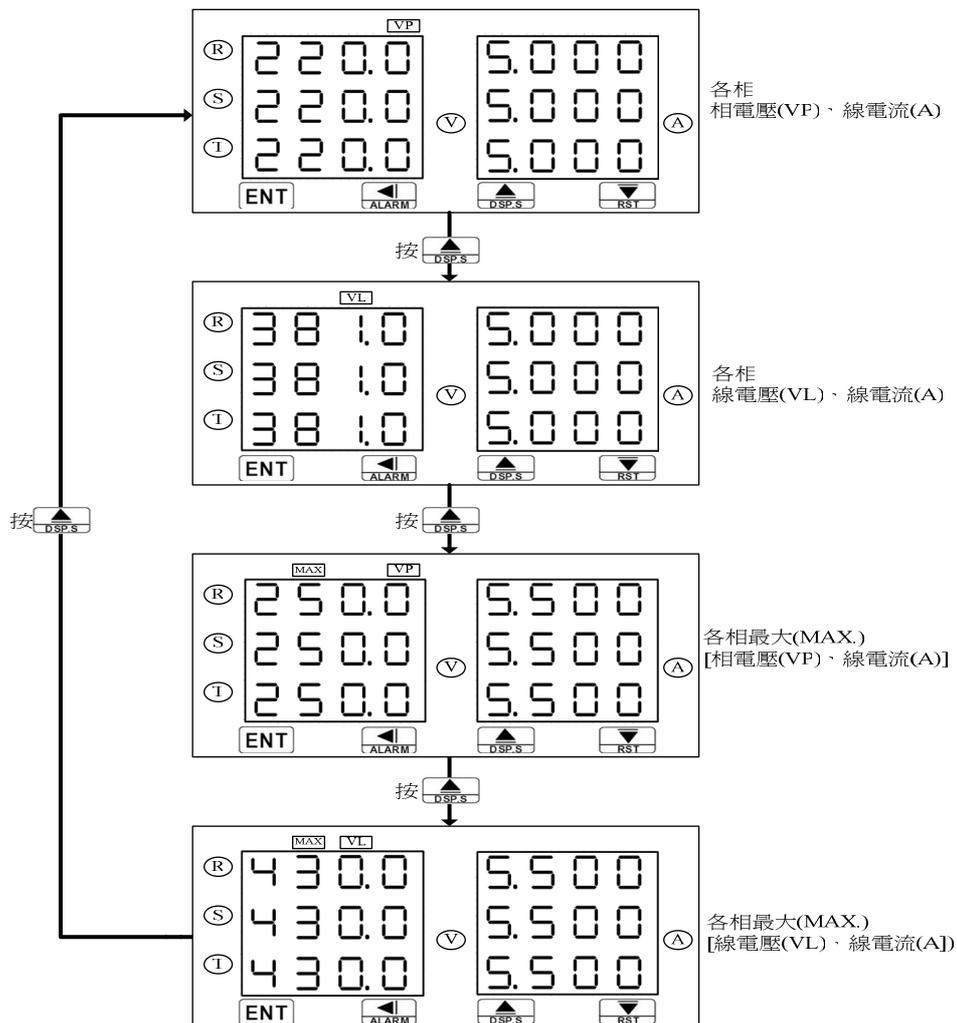 VP
R 220.0 5.000
S 220.0 5.000
T 220.0 5.000
V
A
ENT ALARM DSP.S RST
各相
相電壓(VP)、線電流(A)
按 DSP.S
VL
R 381.0 5.000
S 381.0 5.000
T 381.0 5.000
V
A
ENT ALARM DSP.S RST
各相
線電壓(VL)、線電流(A)
按 DSP.S
按 DSP.S
MAX VP
R 250.0 5.500
S 250.0 5.500
T 250.0 5.500
V
A
ENT ALARM DSP.S RST
各相最大(MAX.)
[相電壓(VP)、線電流(A)]
按 DSP.S
MAX VL
R 430.0 5.500
S 430.0 5.500
T 430.0 5.500
V
A
ENT ALARM DSP.S RST
各相最大(MAX.)
[線電壓(VL)、線電流(A])